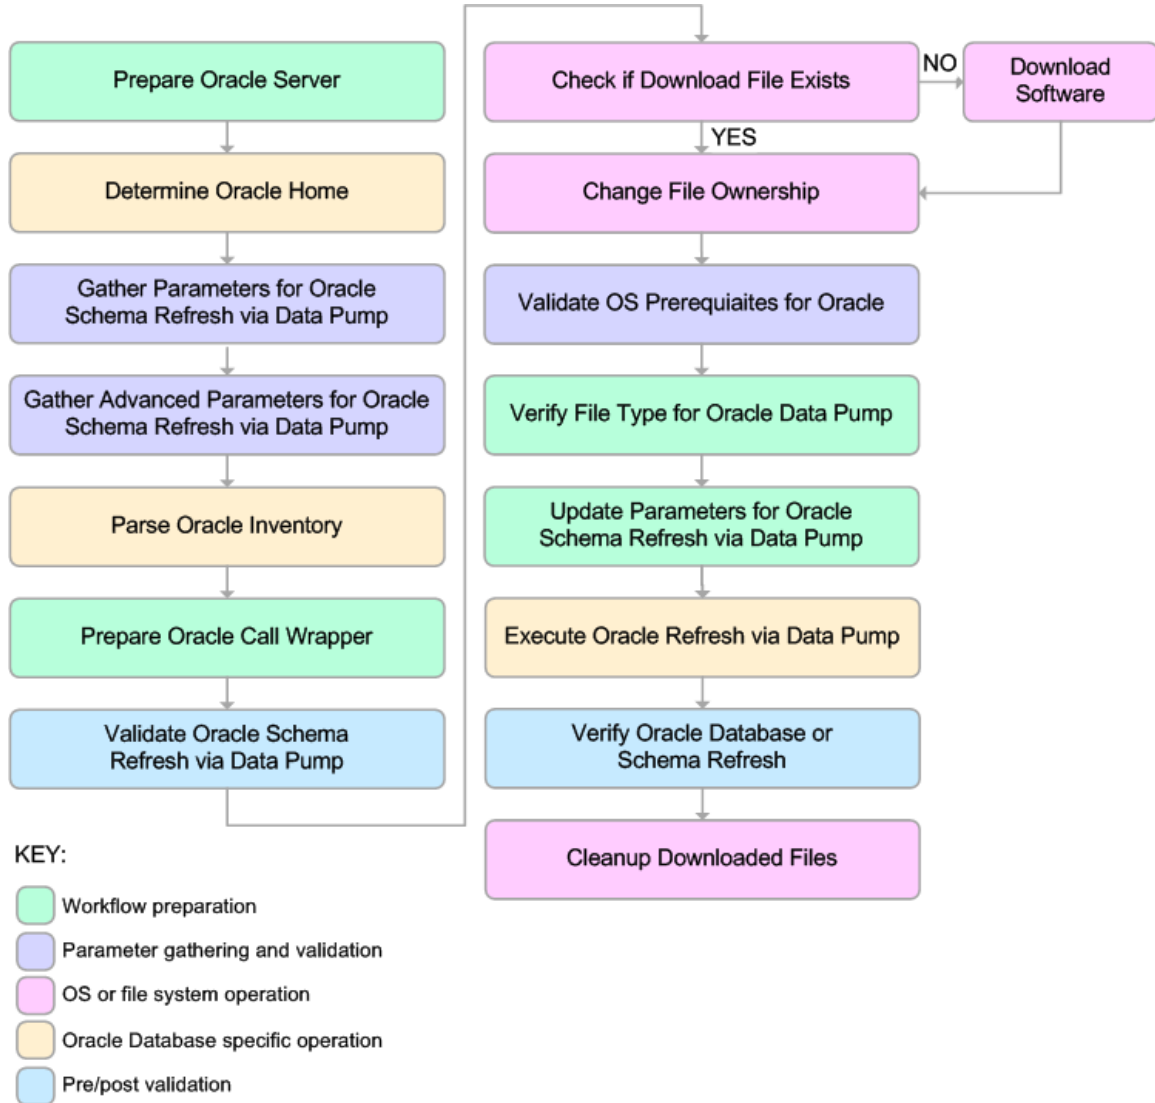 Prepare Oracle Server
Determine Oracle Home
Gather Parameters for Oracle
Schema Refresh via Data Pump
Gather Advanced Parameters for Oracle
Schema Refresh via Data Pump
Parse Oracle Inventory
Prepare Oracle Call Wrapper
Validate Oracle Schema
Refresh via Data Pump
Check if Download File Exists
NO
Download
Software
YES
Change File Ownership
Validate OS Prerequiaites for Oracle
Verify File Type for Oracle Data Pump
Update Parameters for Oracle
Schema Refresh via Data Pump
Execute Oracle Refresh via Data Pump
Verify Oracle Database or
Schema Refresh
Cleanup Downloaded Files
KEY:
Workflow preparation
Parameter gathering and validation
OS or file system operation
Oracle Database specific operation
Pre/post validation